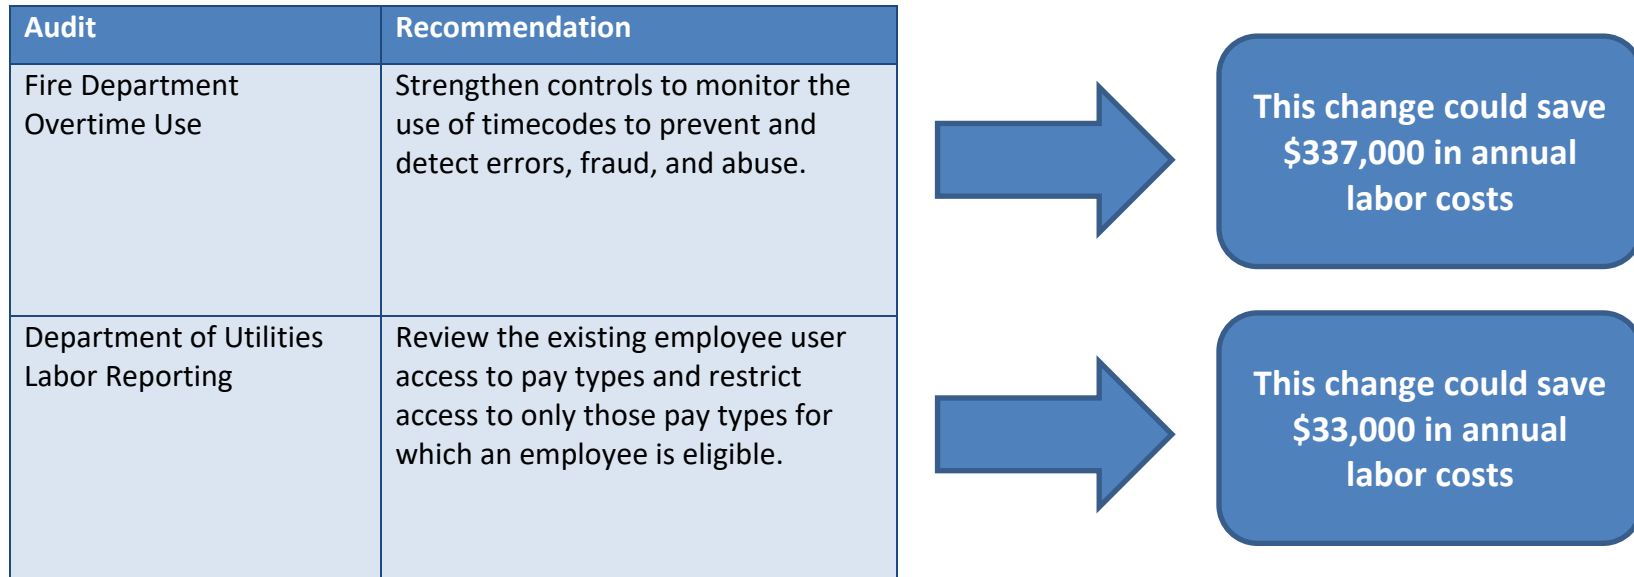 Audit
Recommendation
Fire Department
Overtime Use
Strengthen controls to monitor the
use of timecodes to prevent and
detect errors, fraud, and abuse.
This change could save
$337,000 in annual
labor costs
Department of Utilities
Labor Reporting
Review the existing employee user
access to pay types and restrict
access to only those pay types for
which an employee is eligible.
This change could save
$33,000 in annual
labor costs